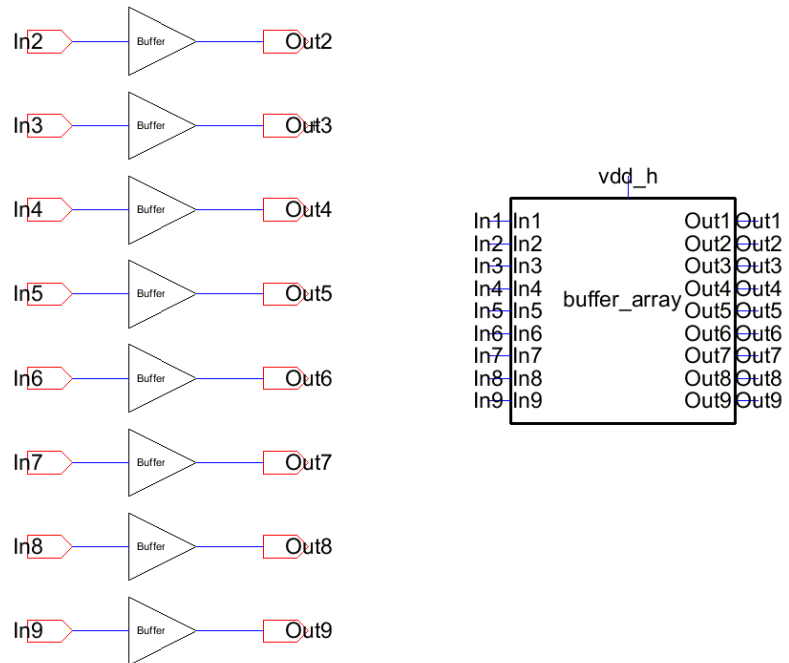 In2 Buffer Out2
In3 Buffer Out3
In4 Buffer Out4
In5 Buffer Out5
In6 Buffer Out6
In7 Buffer Out7
In8 Buffer Out8
In9 Buffer Out9
vdd_h
In1 In1 Out1 Out1
In2 In2 Out2 Out2
In3 In3 Out3 Out3
In4 In4 Out4 Out4
buffer_array
In5 In5 Out5 Out5
In6 In6 Out6 Out6
In7 In7 Out7 Out7
In8 In8 Out8 Out8
In9 In9 Out9 Out9